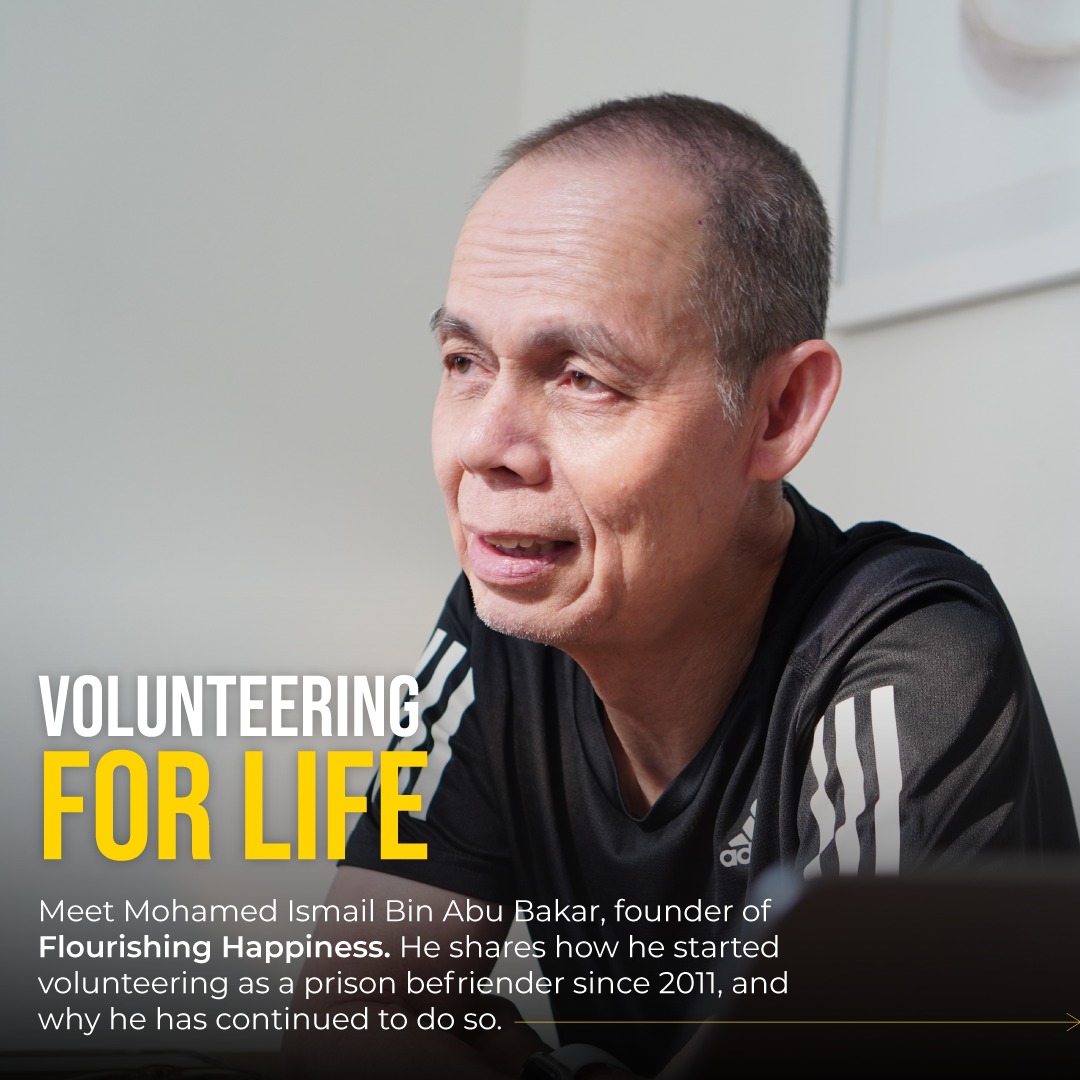 VOLUNTEERING
FOR LIFE
adidas
Meet Mohamed Ismail Bin Abu Bakar, founder of
Flourishing Happiness. He shares how he started
volunteering as a prison befriender since 2011, and
why he has continued to do so.